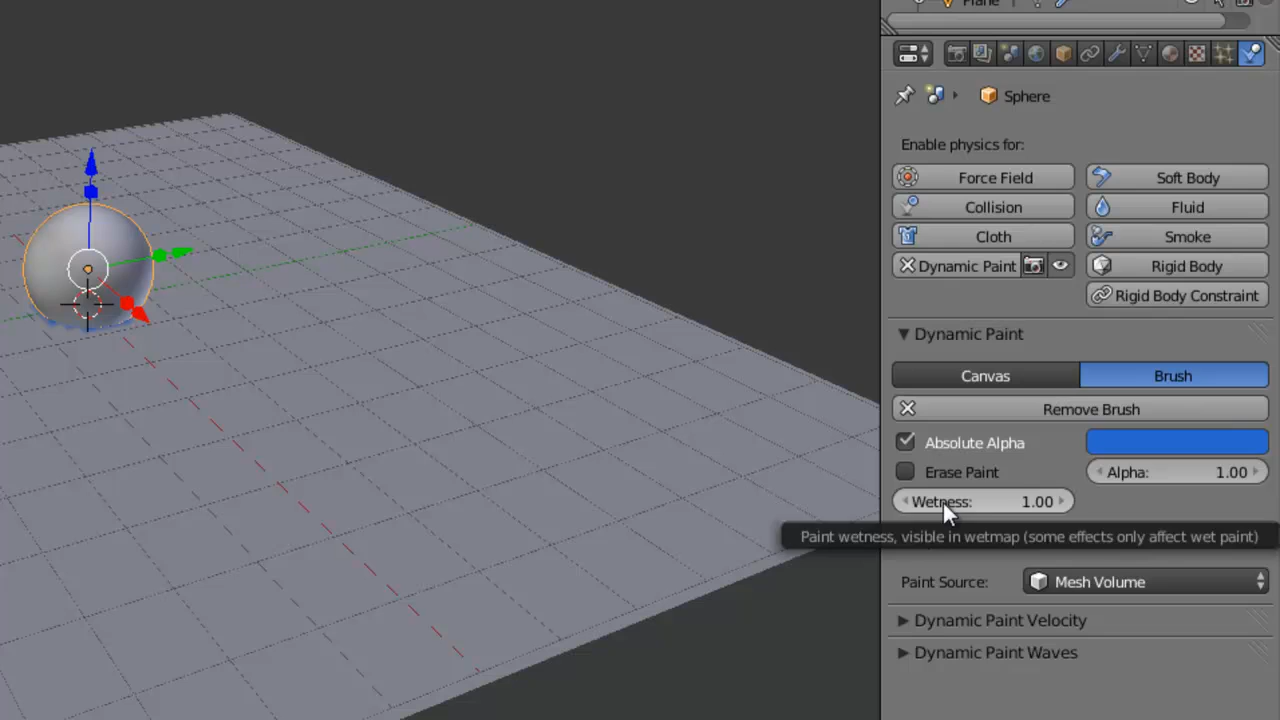 Plane
Sphere
Enable physics for:
Force Field
Soft Body
Collision
Fluid
Cloth
Smoke
Dynamic Paint
Rigid Body
Rigid Body Constraint
Dynamic Paint
Canvas
Brush
Remove Brush
Absolute Alpha
Erase Paint
Alpha: 1.00
Wetness: 1.00
Paint wetness, visible in wetmap (some effects only affect wet paint)
Paint Source: Mesh Volume
Dynamic Paint Velocity
Dynamic Paint Waves